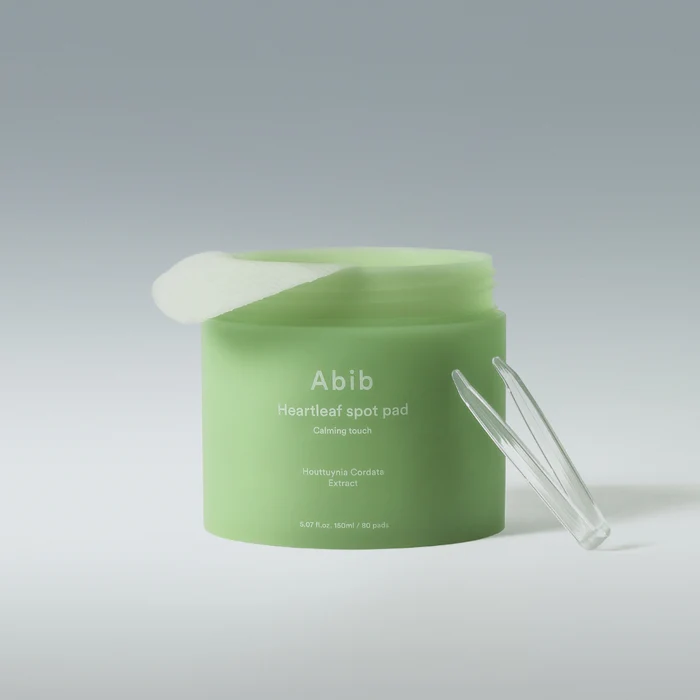 Abib
Heartleaf spot pad
Calming touch
Houttuynia Cordata
Extract
5.07 fl.oz. 150ml / 80 pads